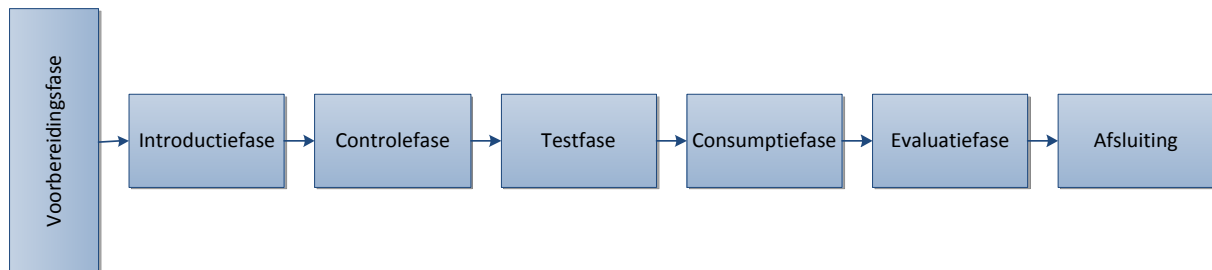 Voorbereidingsfase
Introductiefase
Controlefase
Testfase
Consumptiefase
Evaluatiefase
Afsluiting